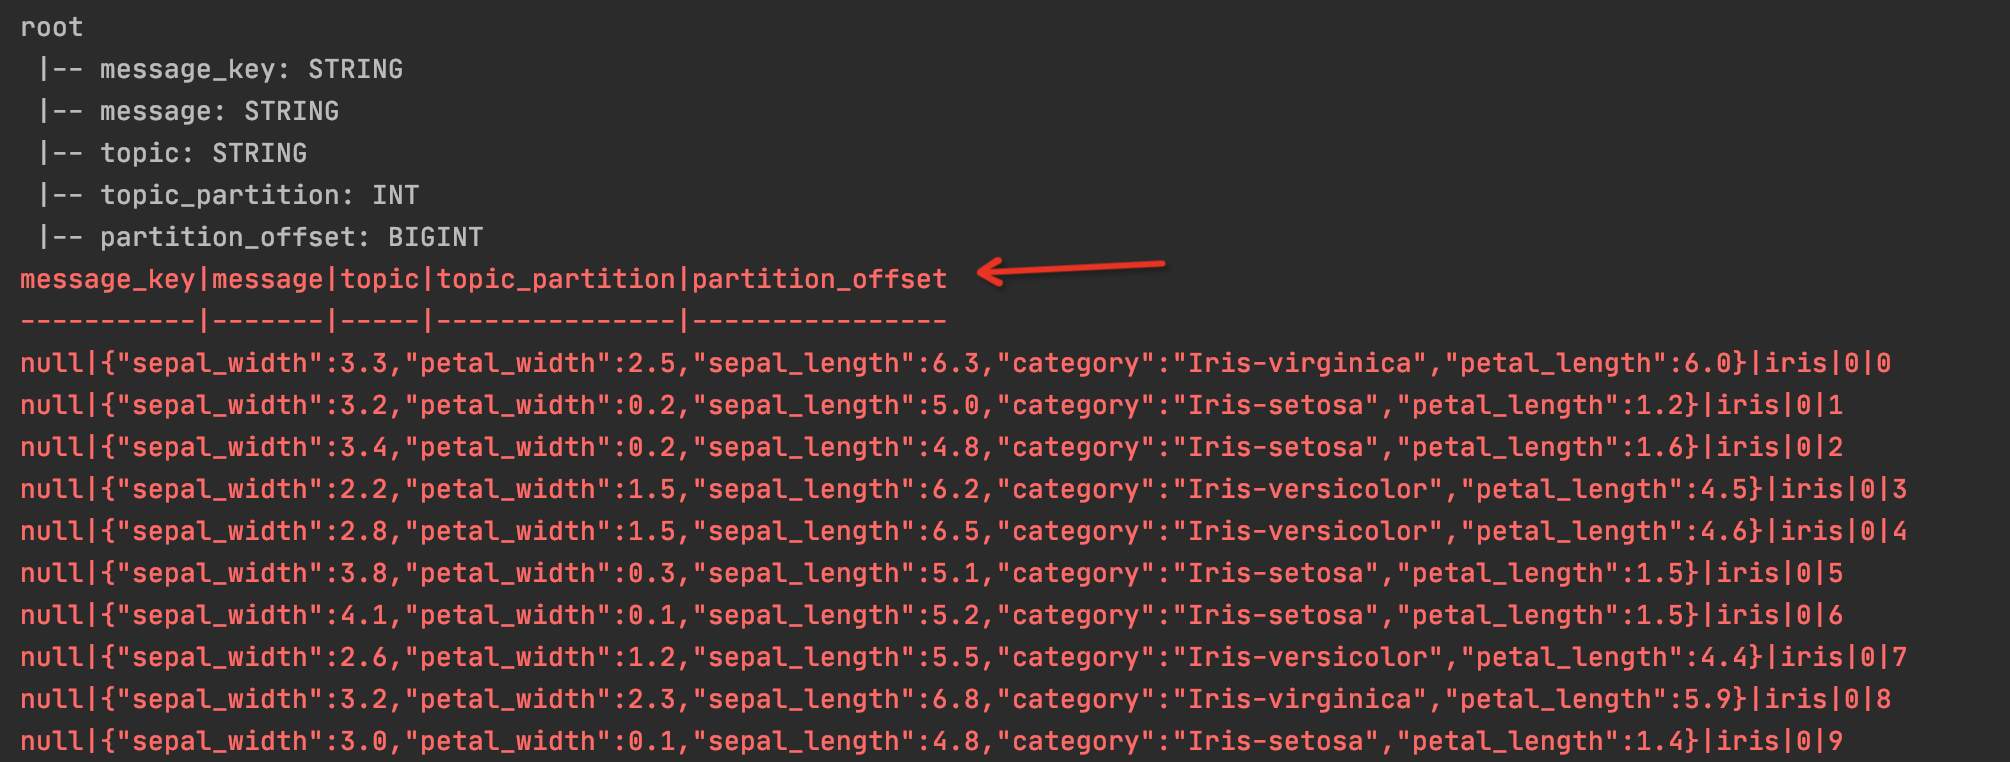 root
 |-- message_key: STRING
 |-- message: STRING
 |-- topic: STRING
 |-- topic_partition: INT
 |-- partition_offset: BIGINT
message_key|message|topic|topic_partition|partition_offset
-----------|-------|-----|---------------|----------------
null|{"sepal_width":3.3,"petal_width":2.5,"sepal_length":6.3,"category":"Iris-virginica","petal_length":6.0}|iris|0|0
null|{"sepal_width":3.2,"petal_width":0.2,"sepal_length":5.0,"category":"Iris-setosa","petal_length":1.2}|iris|0|1
null|{"sepal_width":3.4,"petal_width":0.2,"sepal_length":4.8,"category":"Iris-setosa","petal_length":1.6}|iris|0|2
null|{"sepal_width":2.2,"petal_width":1.5,"sepal_length":6.2,"category":"Iris-versicolor","petal_length":4.5}|iris|0|3
null|{"sepal_width":2.8,"petal_width":1.5,"sepal_length":6.5,"category":"Iris-versicolor","petal_length":4.6}|iris|0|4
null|{"sepal_width":3.8,"petal_width":0.3,"sepal_length":5.1,"category":"Iris-setosa","petal_length":1.5}|iris|0|5
null|{"sepal_width":4.1,"petal_width":0.1,"sepal_length":5.2,"category":"Iris-setosa","petal_length":1.5}|iris|0|6
null|{"sepal_width":2.6,"petal_width":1.2,"sepal_length":5.5,"category":"Iris-versicolor","petal_length":4.4}|iris|0|7
null|{"sepal_width":3.2,"petal_width":2.3,"sepal_length":6.8,"category":"Iris-virginica","petal_length":5.9}|iris|0|8
null|{"sepal_width":3.0,"petal_width":0.1,"sepal_length":4.8,"category":"Iris-setosa","petal_length":1.4}|iris|0|9